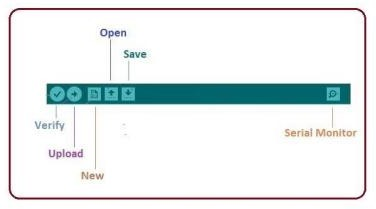 Open
Save
Verify
Serial Monitor
Upload
New